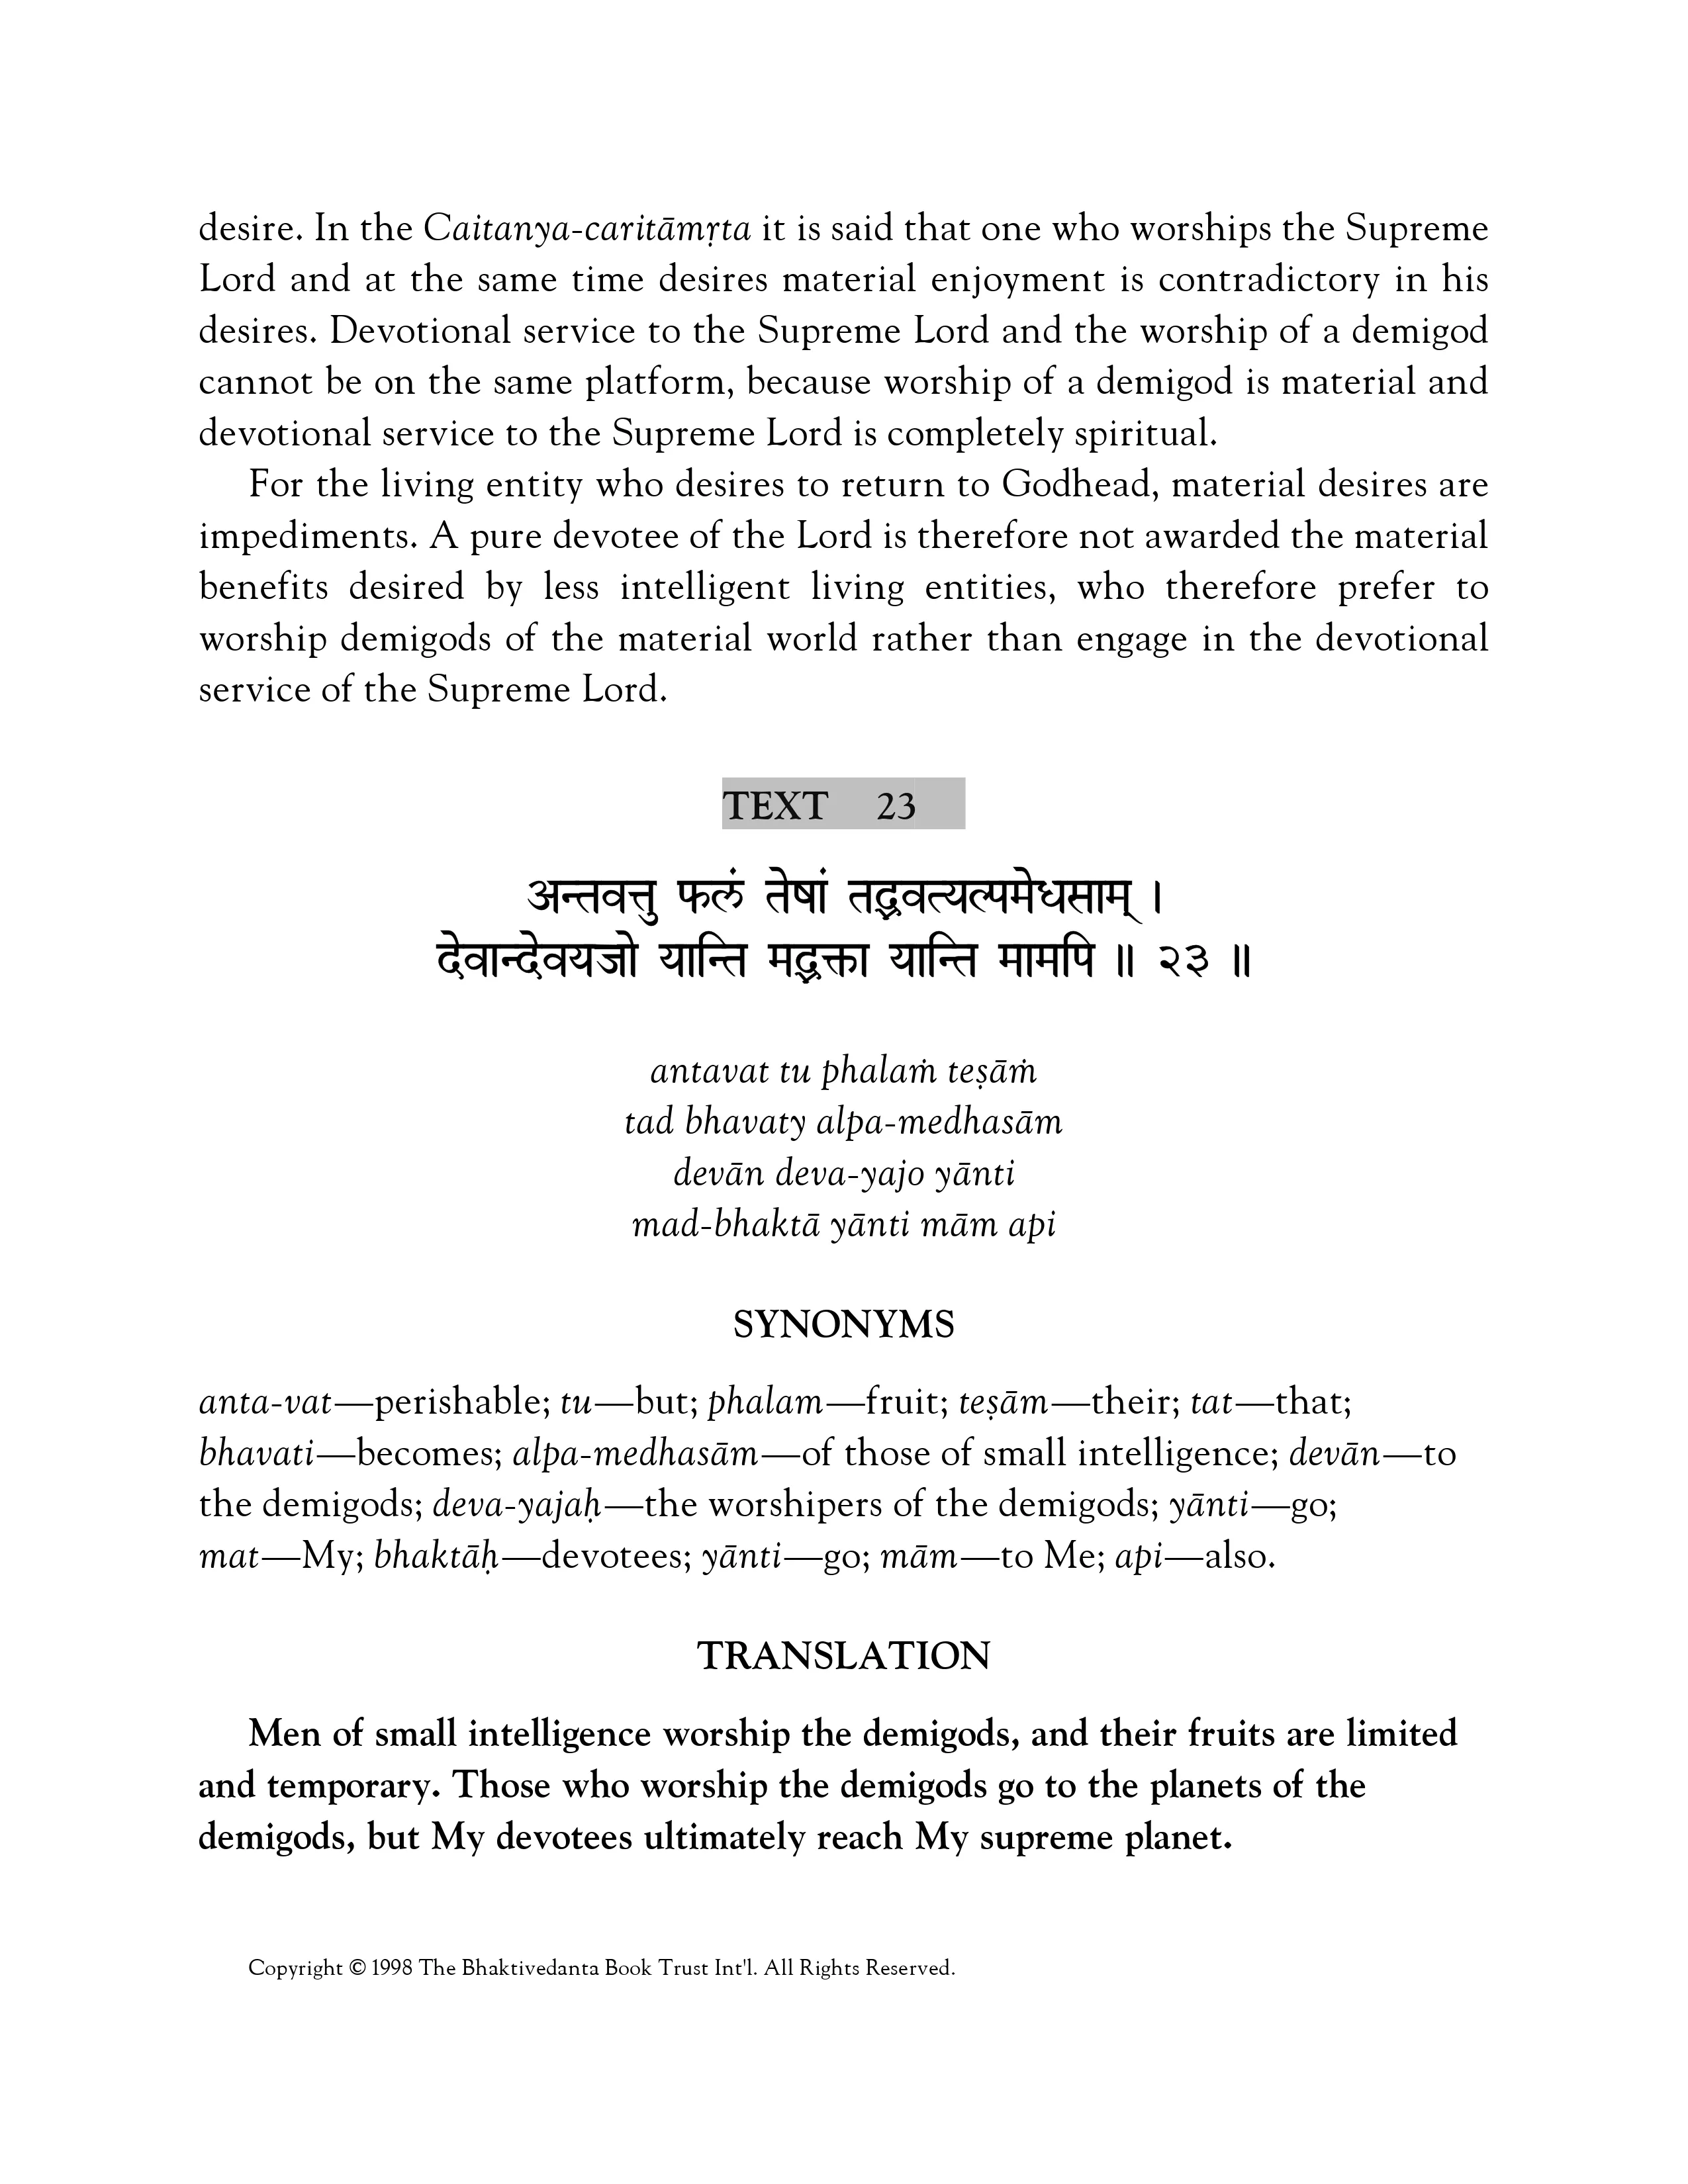 desire. In the Caitanya-caritāmṛta it is said that one who worships the Supreme
Lord and at the same time desires material enjoyment is contradictory in his
desires. Devotional service to the Supreme Lord and the worship of a demigod
cannot be on the same platform, because worship of a demigod is material and
devotional service to the Supreme Lord is completely spiritual.
For the living entity who desires to return to Godhead, material desires are
impediments. A pure devotee of the Lord is therefore not awarded the material
benefits desired by less intelligent living entities, who therefore prefer to
worship demigods of the material world rather than engage in the devotional
service of the Supreme Lord.
TEXT 23
अन्तवत्तु फलं तेषां तद्भवत्यल्पमेधसाम् ।
देवान्देवयजो यान्ति मद्भक्ता यान्ति मामपि ॥ २३ ॥
antavat tu phalaṁ teṣāṁ
tad bhavaty alpa-medhasām
devān deva-yajo yānti
mad-bhaktā yānti mām api
SYNONYMS
anta-vat—perishable; tu—but; phalam—fruit; teṣām—their; tat—that;
bhavati—becomes; alpa-medhasām—of those of small intelligence; devān—to
the demigods; deva-yajaḥ—the worshipers of the demigods; yānti—go;
mat—My; bhaktāḥ—devotees; yānti—go; mām—to Me; api—also.
TRANSLATION
Men of small intelligence worship the demigods, and their fruits are limited
and temporary. Those who worship the demigods go to the planets of the
demigods, but My devotees ultimately reach My supreme planet.
Copyright © 1998 The Bhaktivedanta Book Trust Int'l. All Rights Reserved.